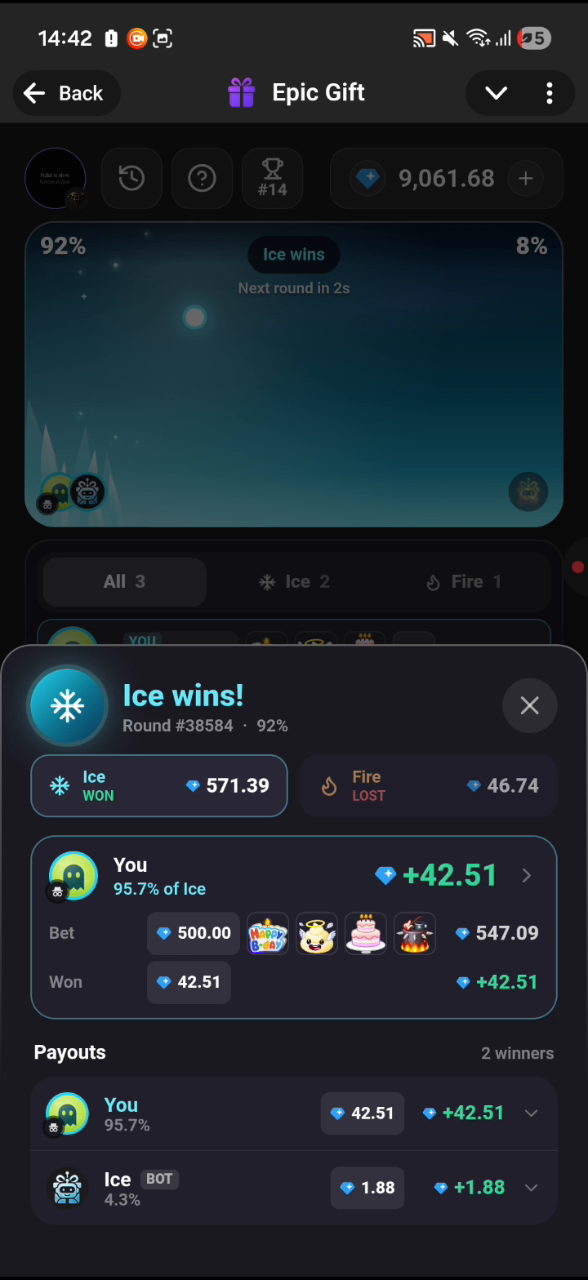 14:42
5
Back
Epic Gift
#14
9,061.68
92%
Ice wins
8%
Next round in 2s
All 3
Ice 2
Fire 1
YOU
Ice wins!
Round #38584 · 92%
Ice
WON
571.39
Fire
LOST
46.74
You
95.7% of Ice
+42.51
Bet
500.00
HAPPY
B-DAY
547.09
Won
42.51
+42.51
Payouts
2 winners
You
95.7%
42.51
+42.51
Ice BOT
4.3%
1.88
+1.88